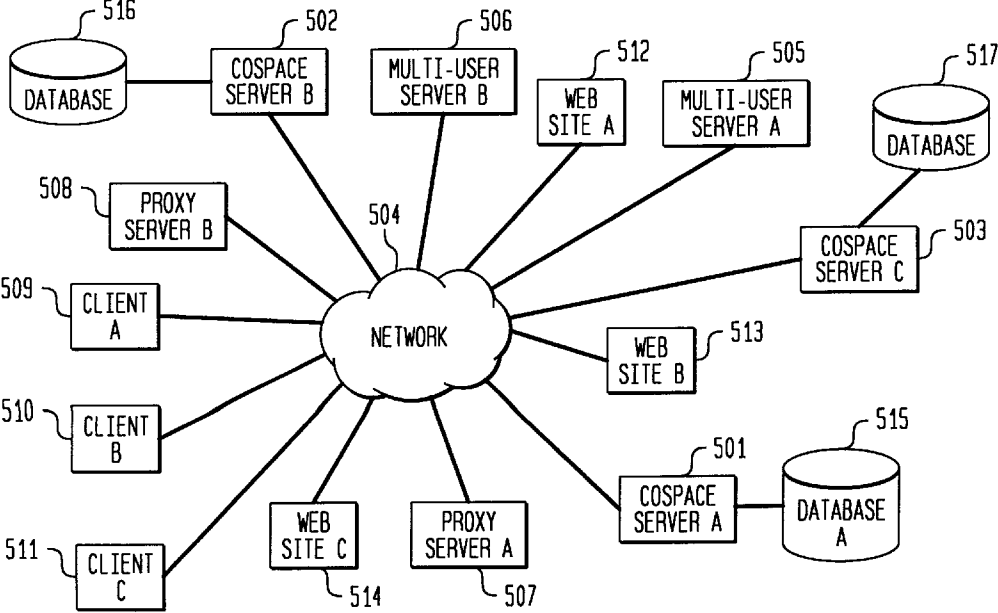 516
DATABASE
502
COSPACE
SERVER B
506
MULTI-USER
SERVER B
512
WEB
SITE A
505
MULTI-USER
SERVER A
517
DATABASE
508
PROXY
SERVER B
504
NETWORK
COSPACE
SERVER C
503
509
CLIENT
A
WEB
SITE B
513
510
CLIENT
B
501
COSPACE
SERVER A
515
DATABASE
A
511
CLIENT
C
WEB
SITE C
514
PROXY
SERVER A
507